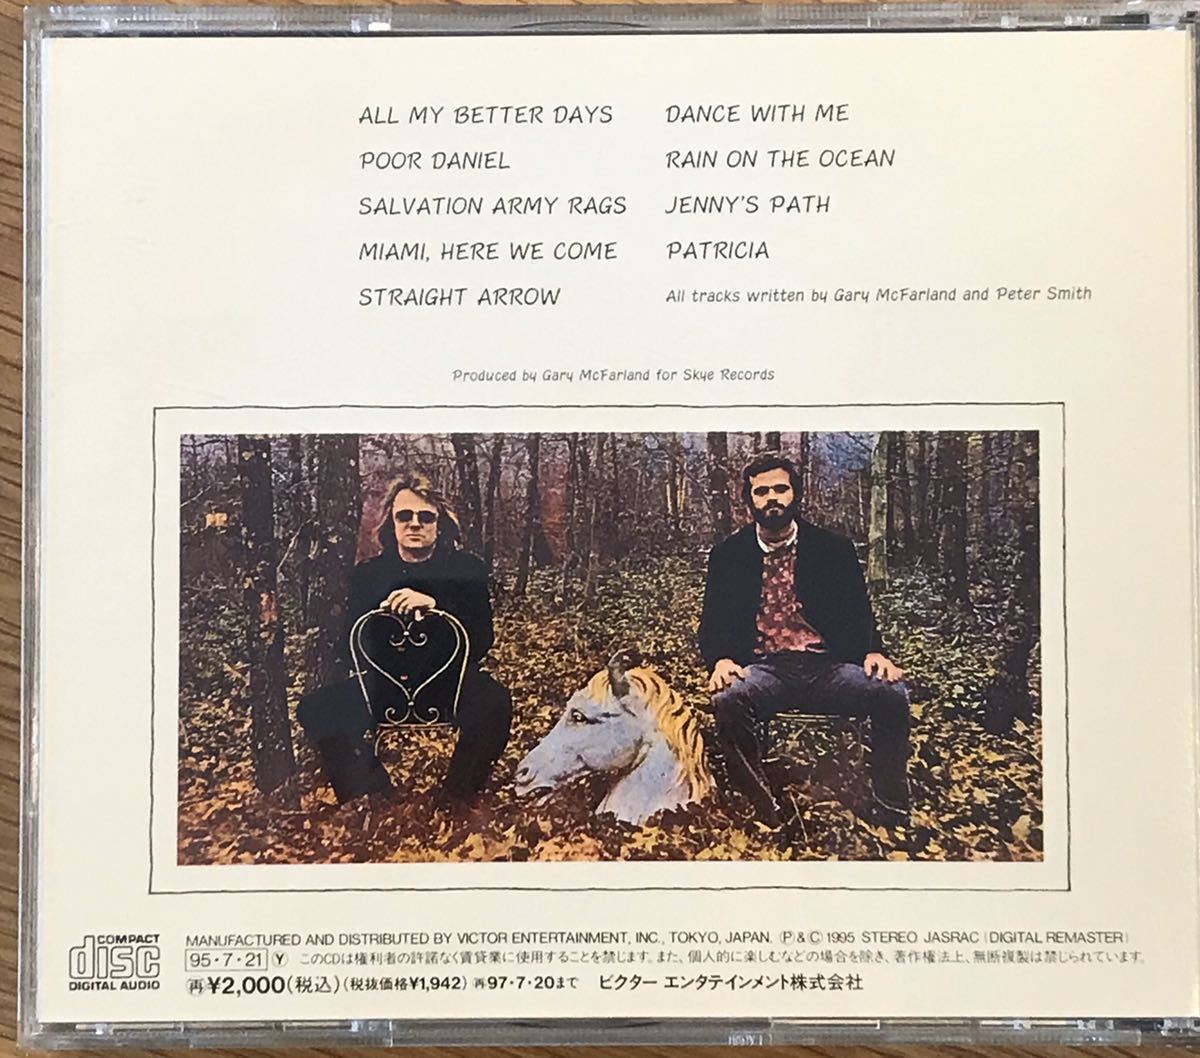 ALL MY BETTER DAYS
POOR DANIEL
SALVATION ARMY RAGS
MIAMI, HERE WE COME
STRAIGHT ARROW
DANCE WITH ME
RAIN ON THE OCEAN
JENNY'S PATH
PATRICIA
All tracks written by Gary McFarland and Peter Smith
Produced by Gary McFarland for Skye Records
COMPACT
disc
DIGITAL AUDIO
MANUFACTURED AND DISTRIBUTED BY VICTOR ENTERTAINMENT, INC., TOKYO, JAPAN. Ⓟ&Ⓒ 1995 STEREO JASRAC |DIGITAL REMASTER|
95・7・21 Ⓨ このCDは権利者の許諾なく賃貸業に使用することを禁じます。また、個人的に楽しむなどの場合を除き、著作権法上、無断複製は禁じられています。
㊢¥2,000(税込)(税抜価格¥1,942) 再97・7・20まで ビクター エンタテインメント株式会社